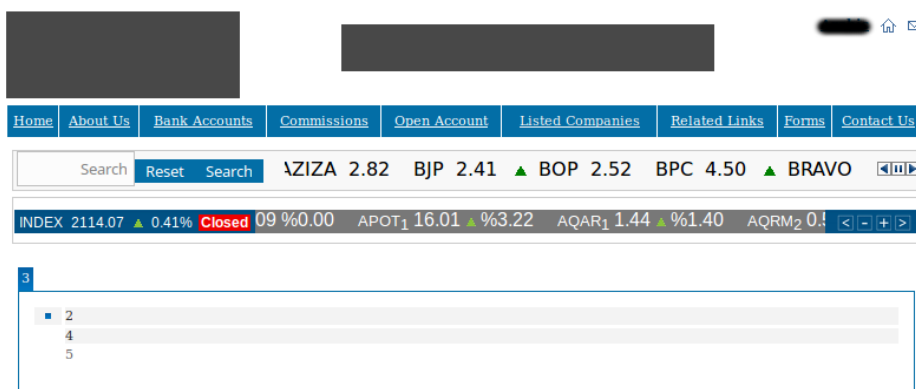 Home About Us Bank Accounts Commissions Open Account Listed Companies Related Links Forms Contact Us
Search Reset Search AZIZA 2.82 BJP 2.41 ▲ BOP 2.52 BPC 4.50 ▲ BRAVO
INDEX 2114.07 ▲ 0.41% Closed 09 %0.00 APOT1 16.01 ▲ %3.22 AQAR1 1.44 ▲ %1.40 AQRM2 < - + >
3
2
4
5